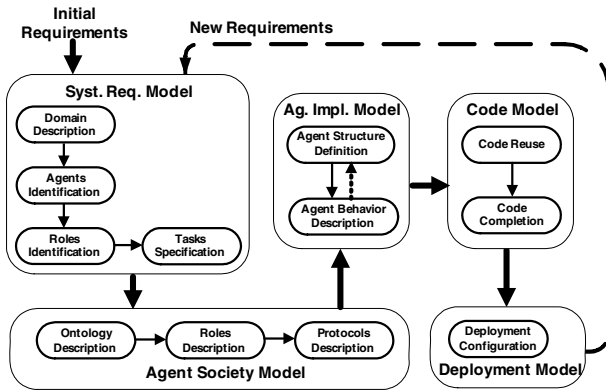 Initial
Requirements
New Requirements
Syst. Req. Model
Domain
Description
Agents
Identification
Roles
Identification
Tasks
Specification
Ag. Impl. Model
Agent Structure
Definition
Agent Behavior
Description
Code Model
Code Reuse
Code
Completion
Ontology
Description
Roles
Description
Protocols
Description
Agent Society Model
Deployment
Configuration
Deployment Model